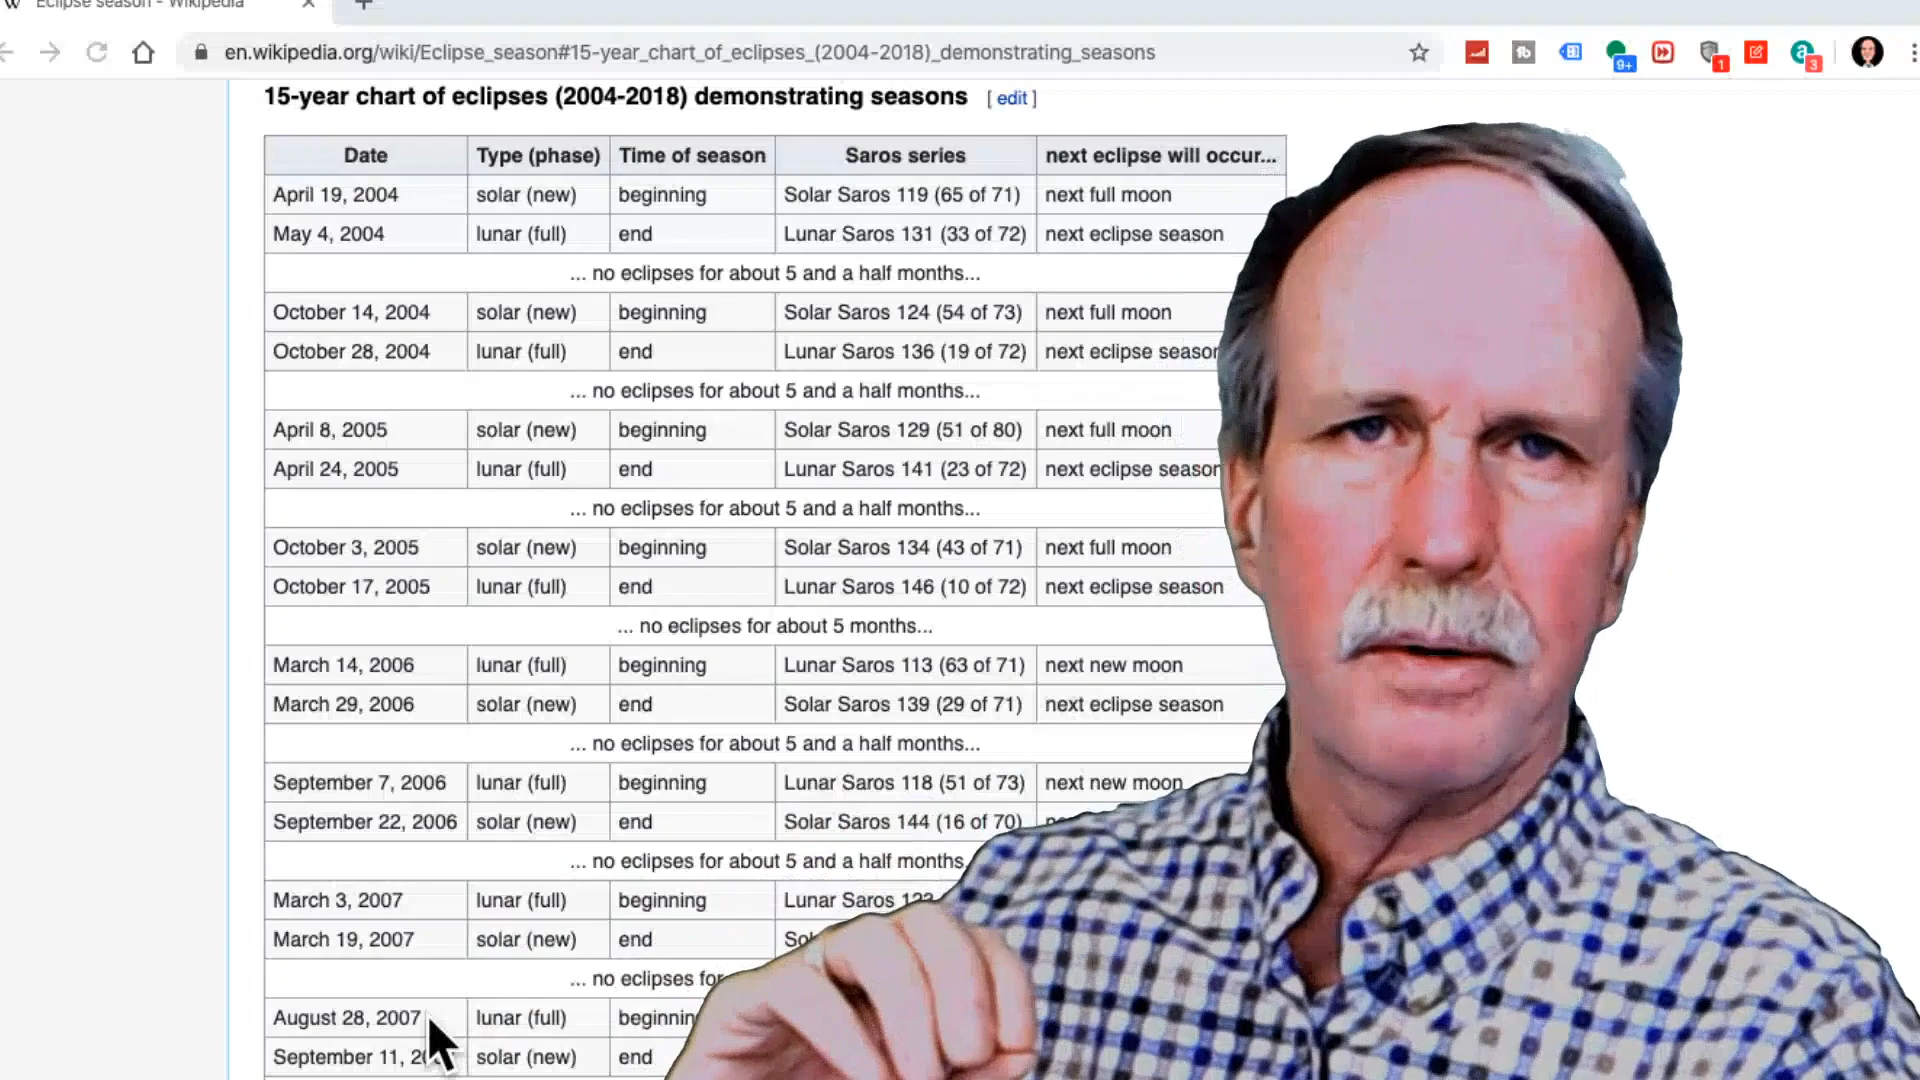 Eclipse season - Wikipedia
en.wikipedia.org/wiki/Eclipse_season#15-year_chart_of_eclipses_(2004-2018)_demonstrating_seasons
9+ 1 3
15-year chart of eclipses (2004-2018) demonstrating seasons [ edit ]
Date Type (phase) Time of season Saros series next eclipse will occur...
April 19, 2004 solar (new) beginning Solar Saros 119 (65 of 71) next full moon
May 4, 2004 lunar (full) end Lunar Saros 131 (33 of 72) next eclipse season
... no eclipses for about 5 and a half months...
October 14, 2004 solar (new) beginning Solar Saros 124 (54 of 73) next full moon
October 28, 2004 lunar (full) end Lunar Saros 136 (19 of 72) next eclipse season
... no eclipses for about 5 and a half months...
April 8, 2005 solar (new) beginning Solar Saros 129 (51 of 80) next full moon
April 24, 2005 lunar (full) end Lunar Saros 141 (23 of 72) next eclipse season
... no eclipses for about 5 and a half months...
October 3, 2005 solar (new) beginning Solar Saros 134 (43 of 71) next full moon
October 17, 2005 lunar (full) end Lunar Saros 146 (10 of 72) next eclipse season
... no eclipses for about 5 months...
March 14, 2006 lunar (full) beginning Lunar Saros 113 (63 of 71) next new moon
March 29, 2006 solar (new) end Solar Saros 139 (29 of 71) next eclipse season
... no eclipses for about 5 and a half months...
September 7, 2006 lunar (full) beginning Lunar Saros 118 (51 of 73) next new moon
September 22, 2006 solar (new) end Solar Saros 144 (16 of 70)
... no eclipses for about 5 and a half months
March 3, 2007 lunar (full) beginning Lunar Saros
March 19, 2007 solar (new) end
... no eclipses for
August 28, 2007 lunar (full) beginnin
September 11, solar (new) end